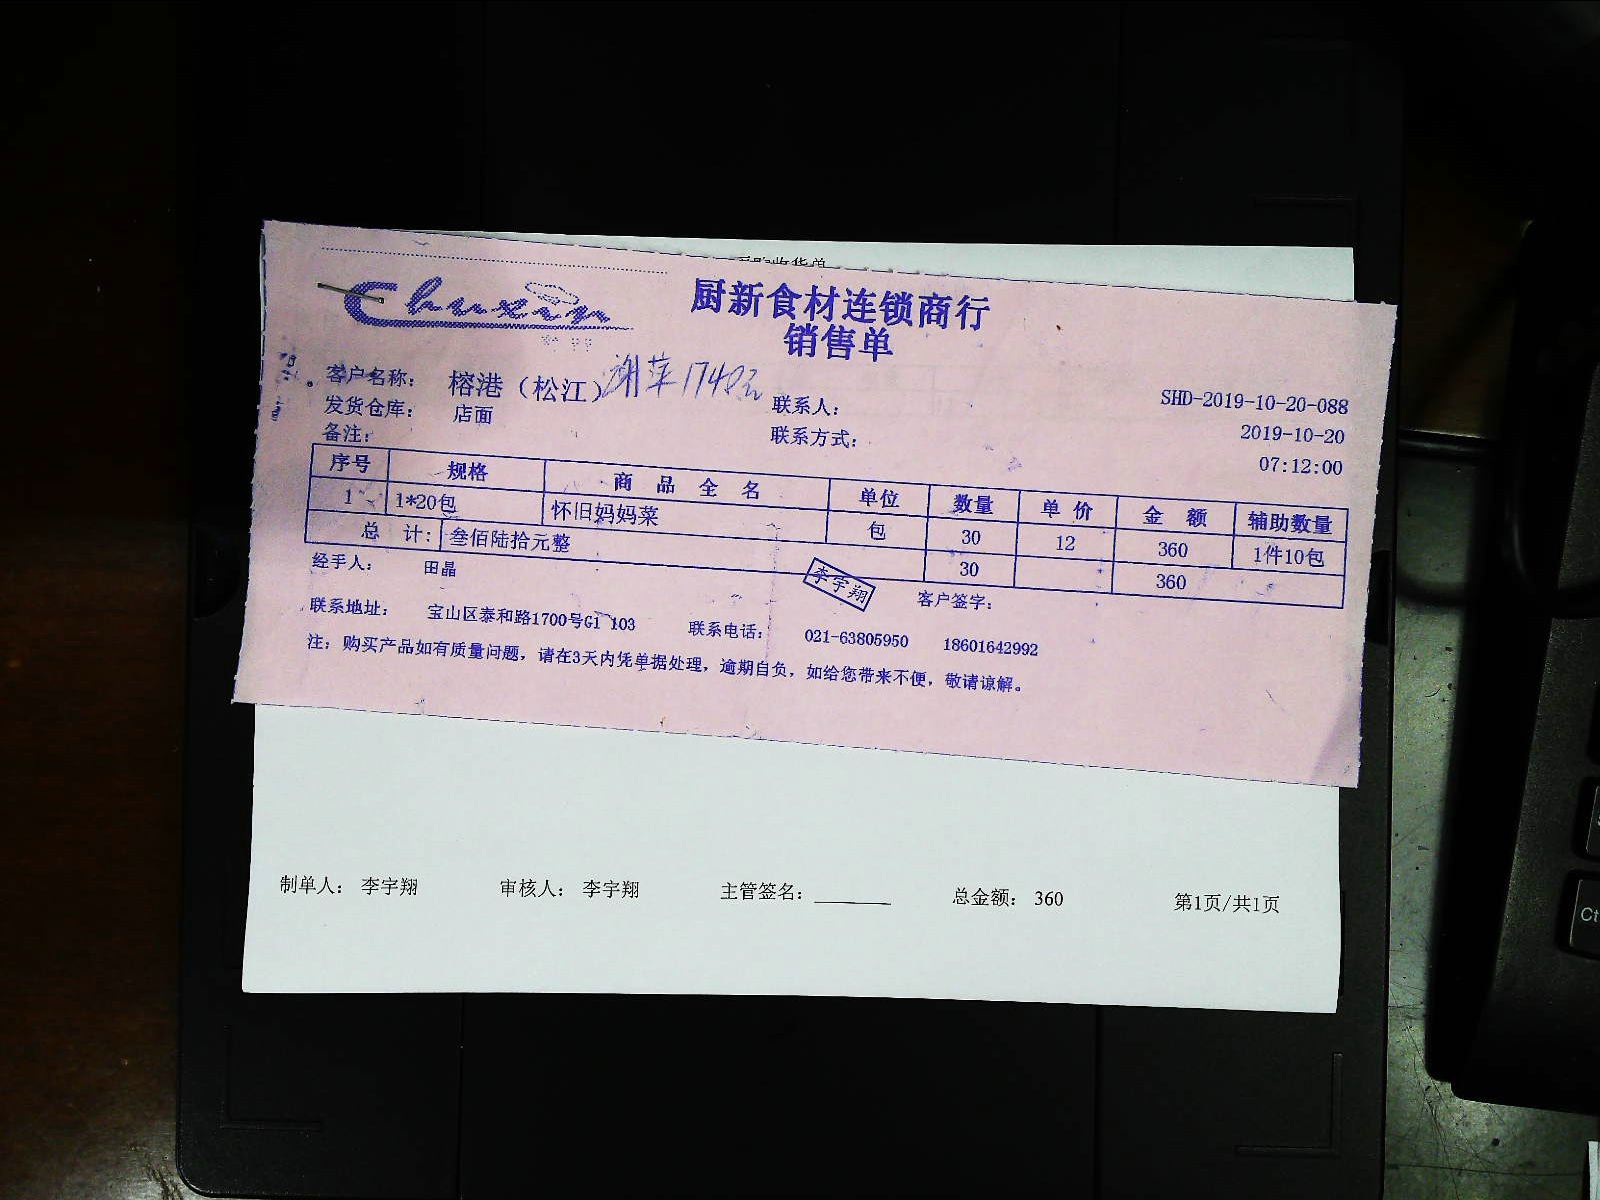 收货单
Chuxin
厨新食材连锁商行
销售单
客户名称: 榕港（松江）谢萍1740元
联系人:
SHD-2019-10-20-088
发货仓库: 店面
联系方式:
2019-10-20
备注:
07:12:00
序号 规格 商品全名 单位 数量 单价 金额 辅助数量
1 1*20包 怀旧妈妈菜 包 30 12 360 1件10包
总计: 叁佰陆拾元整 30 360
经手人: 田晶 李宇翔 客户签字:
联系地址: 宝山区泰和路1700号G1 103 联系电话: 021-63805950 18601642992
注: 购买产品如有质量问题, 请在3天内凭单据处理, 逾期自负, 如给您带来不便, 敬请谅解。
制单人: 李宇翔 审核人: 李宇翔 主管签名:_______ 总金额: 360 第1页/共1页